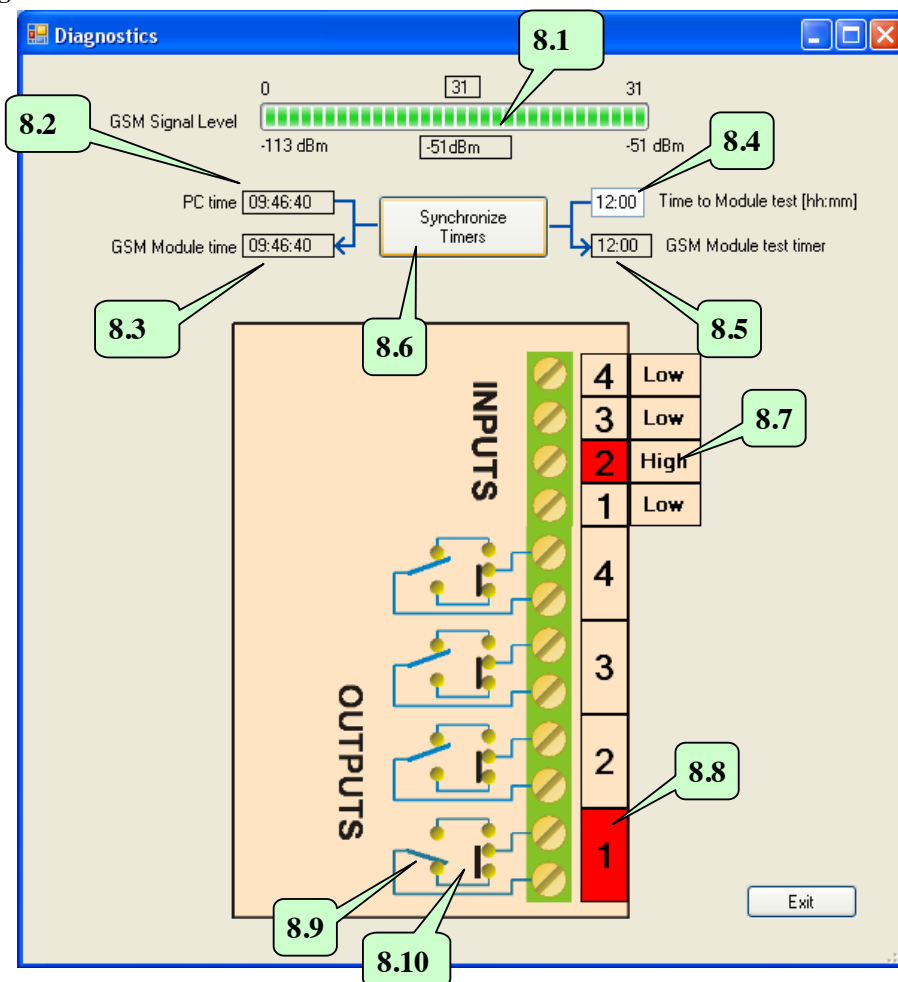 Diagnostics
8.1
0 31 31
8.2
GSM Signal Level
-113 dBm -51dBm -51 dBm
8.4
PC time 09:46:40
Synchronize
Timers
12:00 Time to Module test [hh:mm]
GSM Module time 09:46:40
12:00 GSM Module test timer
8.3
8.6
8.5
INPUTS
4 Low
3 Low
8.7
2 High
1 Low
4
3
OUTPUTS
2
8.8
1
Exit
8.9
8.10